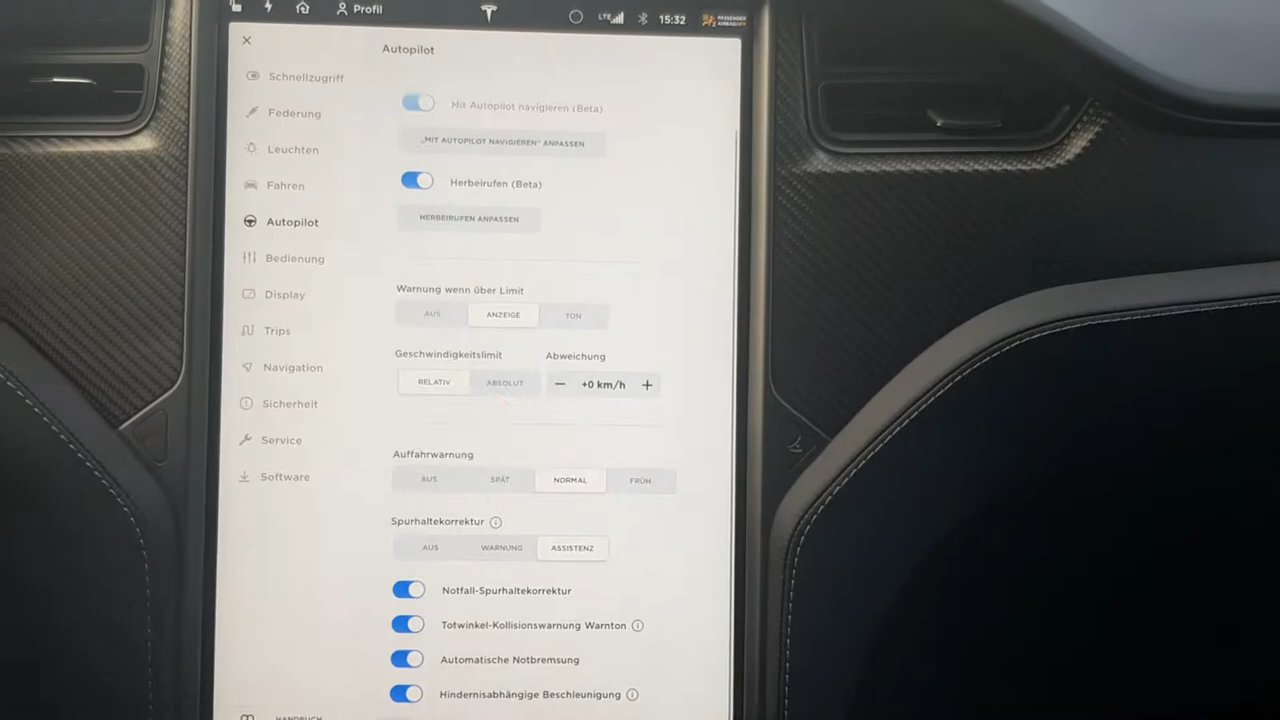 Profil
LTE
15:32
PASSENGER
AIRBAG OFF
Autopilot
Schnellzugriff
Federung
Leuchten
Fahren
Autopilot
Bedienung
Display
Trips
Navigation
Sicherheit
Service
Software
HANDBUCH
Mit Autopilot navigieren (Beta)
„MIT AUTOPILOT NAVIGIEREN“ ANPASSEN
Herbeirufen (Beta)
HERBEIRUFEN ANPASSEN
Warnung wenn über Limit
AUS ANZEIGE TON
Geschwindigkeitslimit Abweichung
RELATIV ABSOLUT − +0 km/h +
Auffahrwarnung
AUS SPÄT NORMAL FRÜH
Spurhaltekorrektur
AUS WARNUNG ASSISTENZ
Notfall-Spurhaltekorrektur
Totwinkel-Kollisionswarnung Warnton
Automatische Notbremsung
Hindernisabhängige Beschleunigung